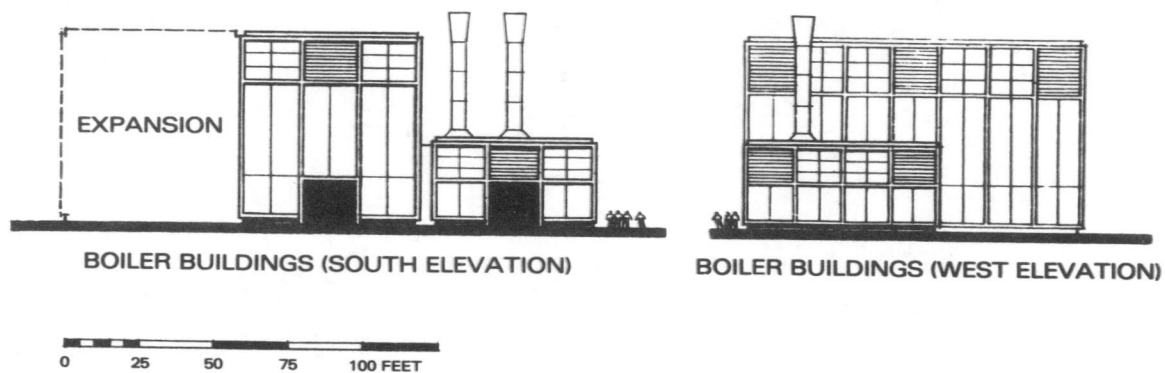 EXPANSION
BOILER BUILDINGS (SOUTH ELEVATION)
BOILER BUILDINGS (WEST ELEVATION)
0 25 50 75 100 FEET